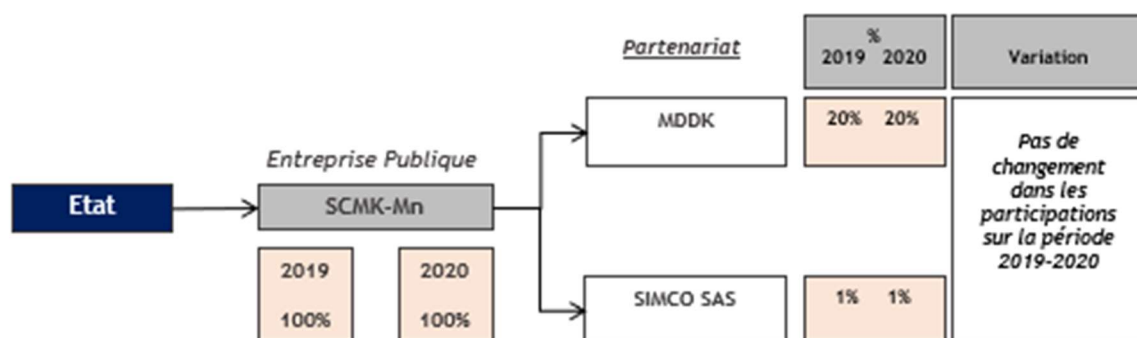 Partenariat
%
2019 2020
Variation
MDDK
20% 20%
Pas de
changement
dans les
participations
sur la période
2019-2020
Entreprise Publique
Etat
SCMK-Mn
2019
100%
2020
100%
SIMCO SAS
1% 1%